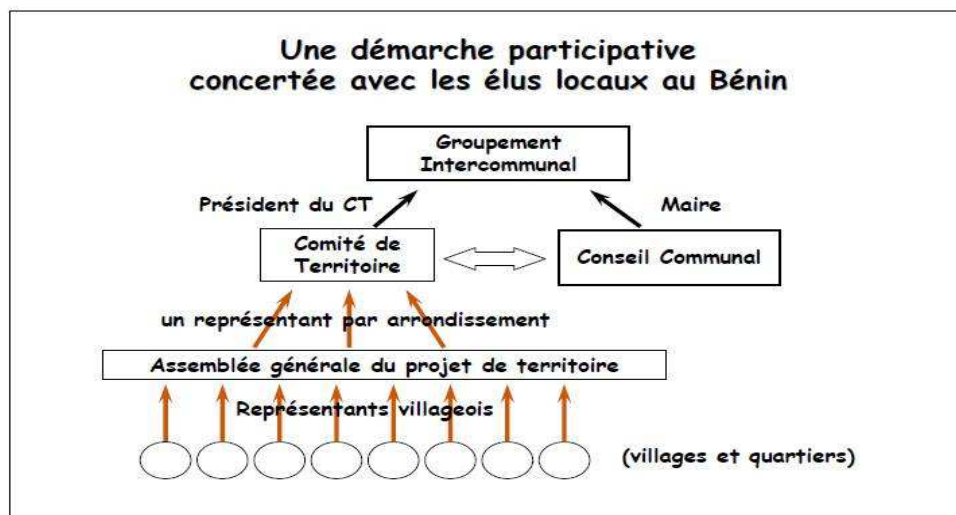 Une démarche participative
concertée avec les élus locaux au Bénin
Groupement
Intercommunal
Président du CT
Maire
Comité de
Territoire
Conseil Communal
un représentant par arrondissement
Assemblée générale du projet de territoire
Représentants villageois
(villages et quartiers)